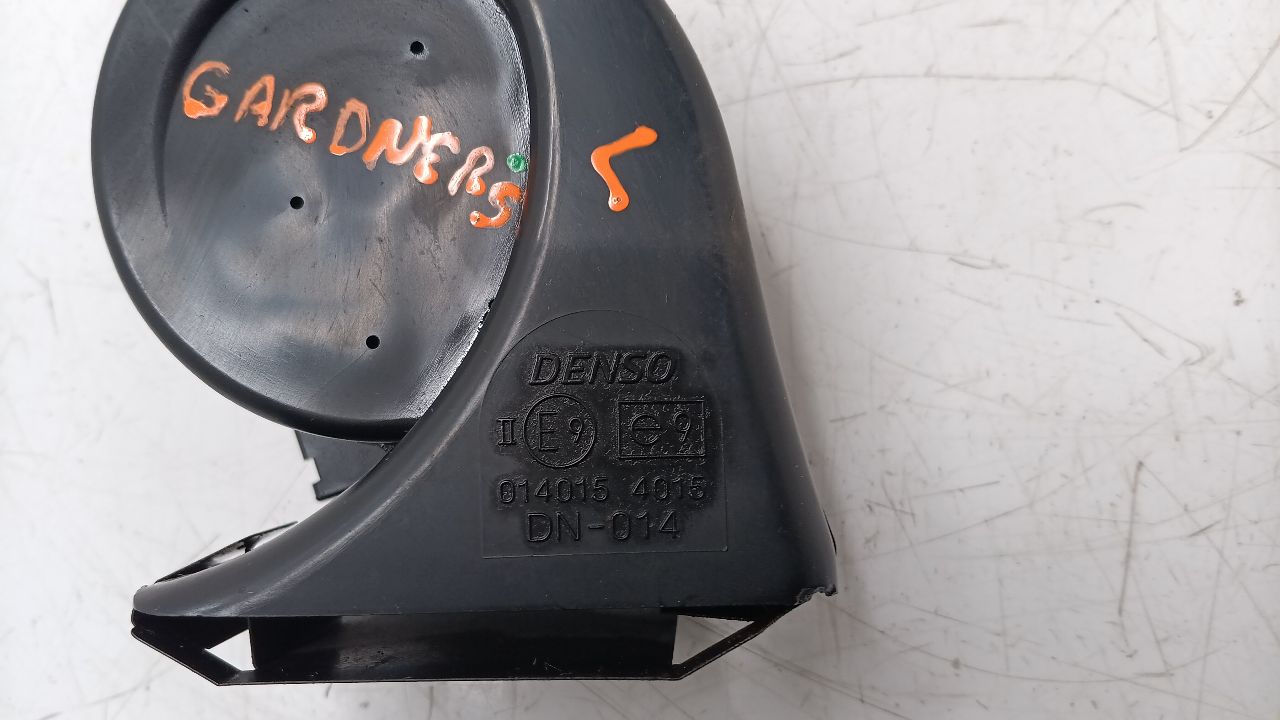 GARDNERS
L
DENSO
II E9 e9
014015 4015
DN-014